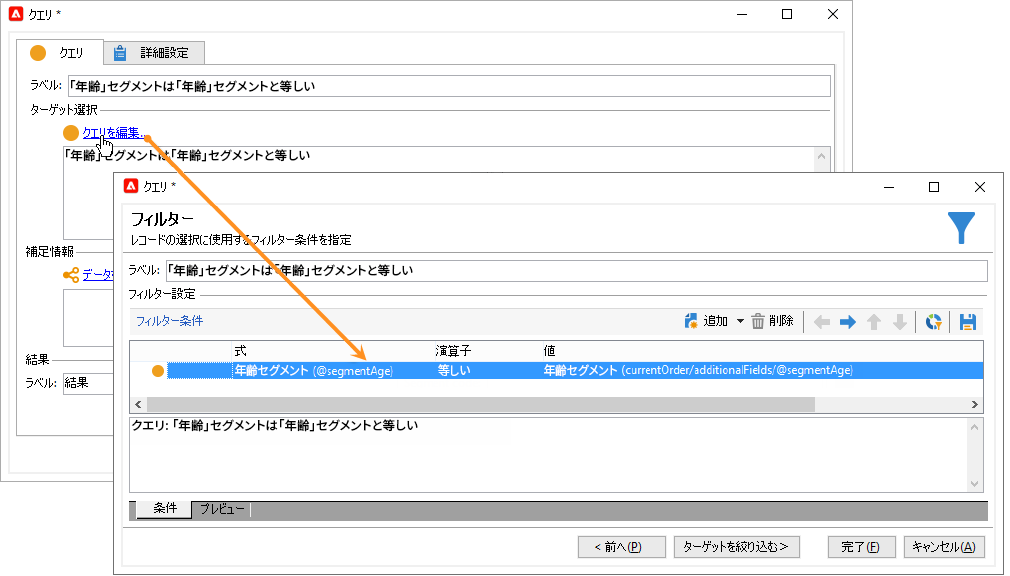 クエリ *
クエリ 詳細設定
ラベル: 「年齢」セグメントは「年齢」セグメントと等しい
ターゲット選択
クエリを編集...
「年齢」セグメントは「年齢」セグメントと等しい
補足情報
データ
結果
ラベル: 結果
クエリ *
フィルター
レコードの選択に使用するフィルター条件を指定
ラベル: 「年齢」セグメントは「年齢」セグメントと等しい
フィルター設定
フィルター条件 追加 削除
式 演算子 値
年齢セグメント (@segmentAge) 等しい 年齢セグメント (currentOrder/additionalFields/@segmentAge)
クエリ: 「年齢」セグメントは「年齢」セグメントと等しい
条件 プレビュー
< 前へ(P) ターゲットを絞り込む> 完了(F) キャンセル(A)